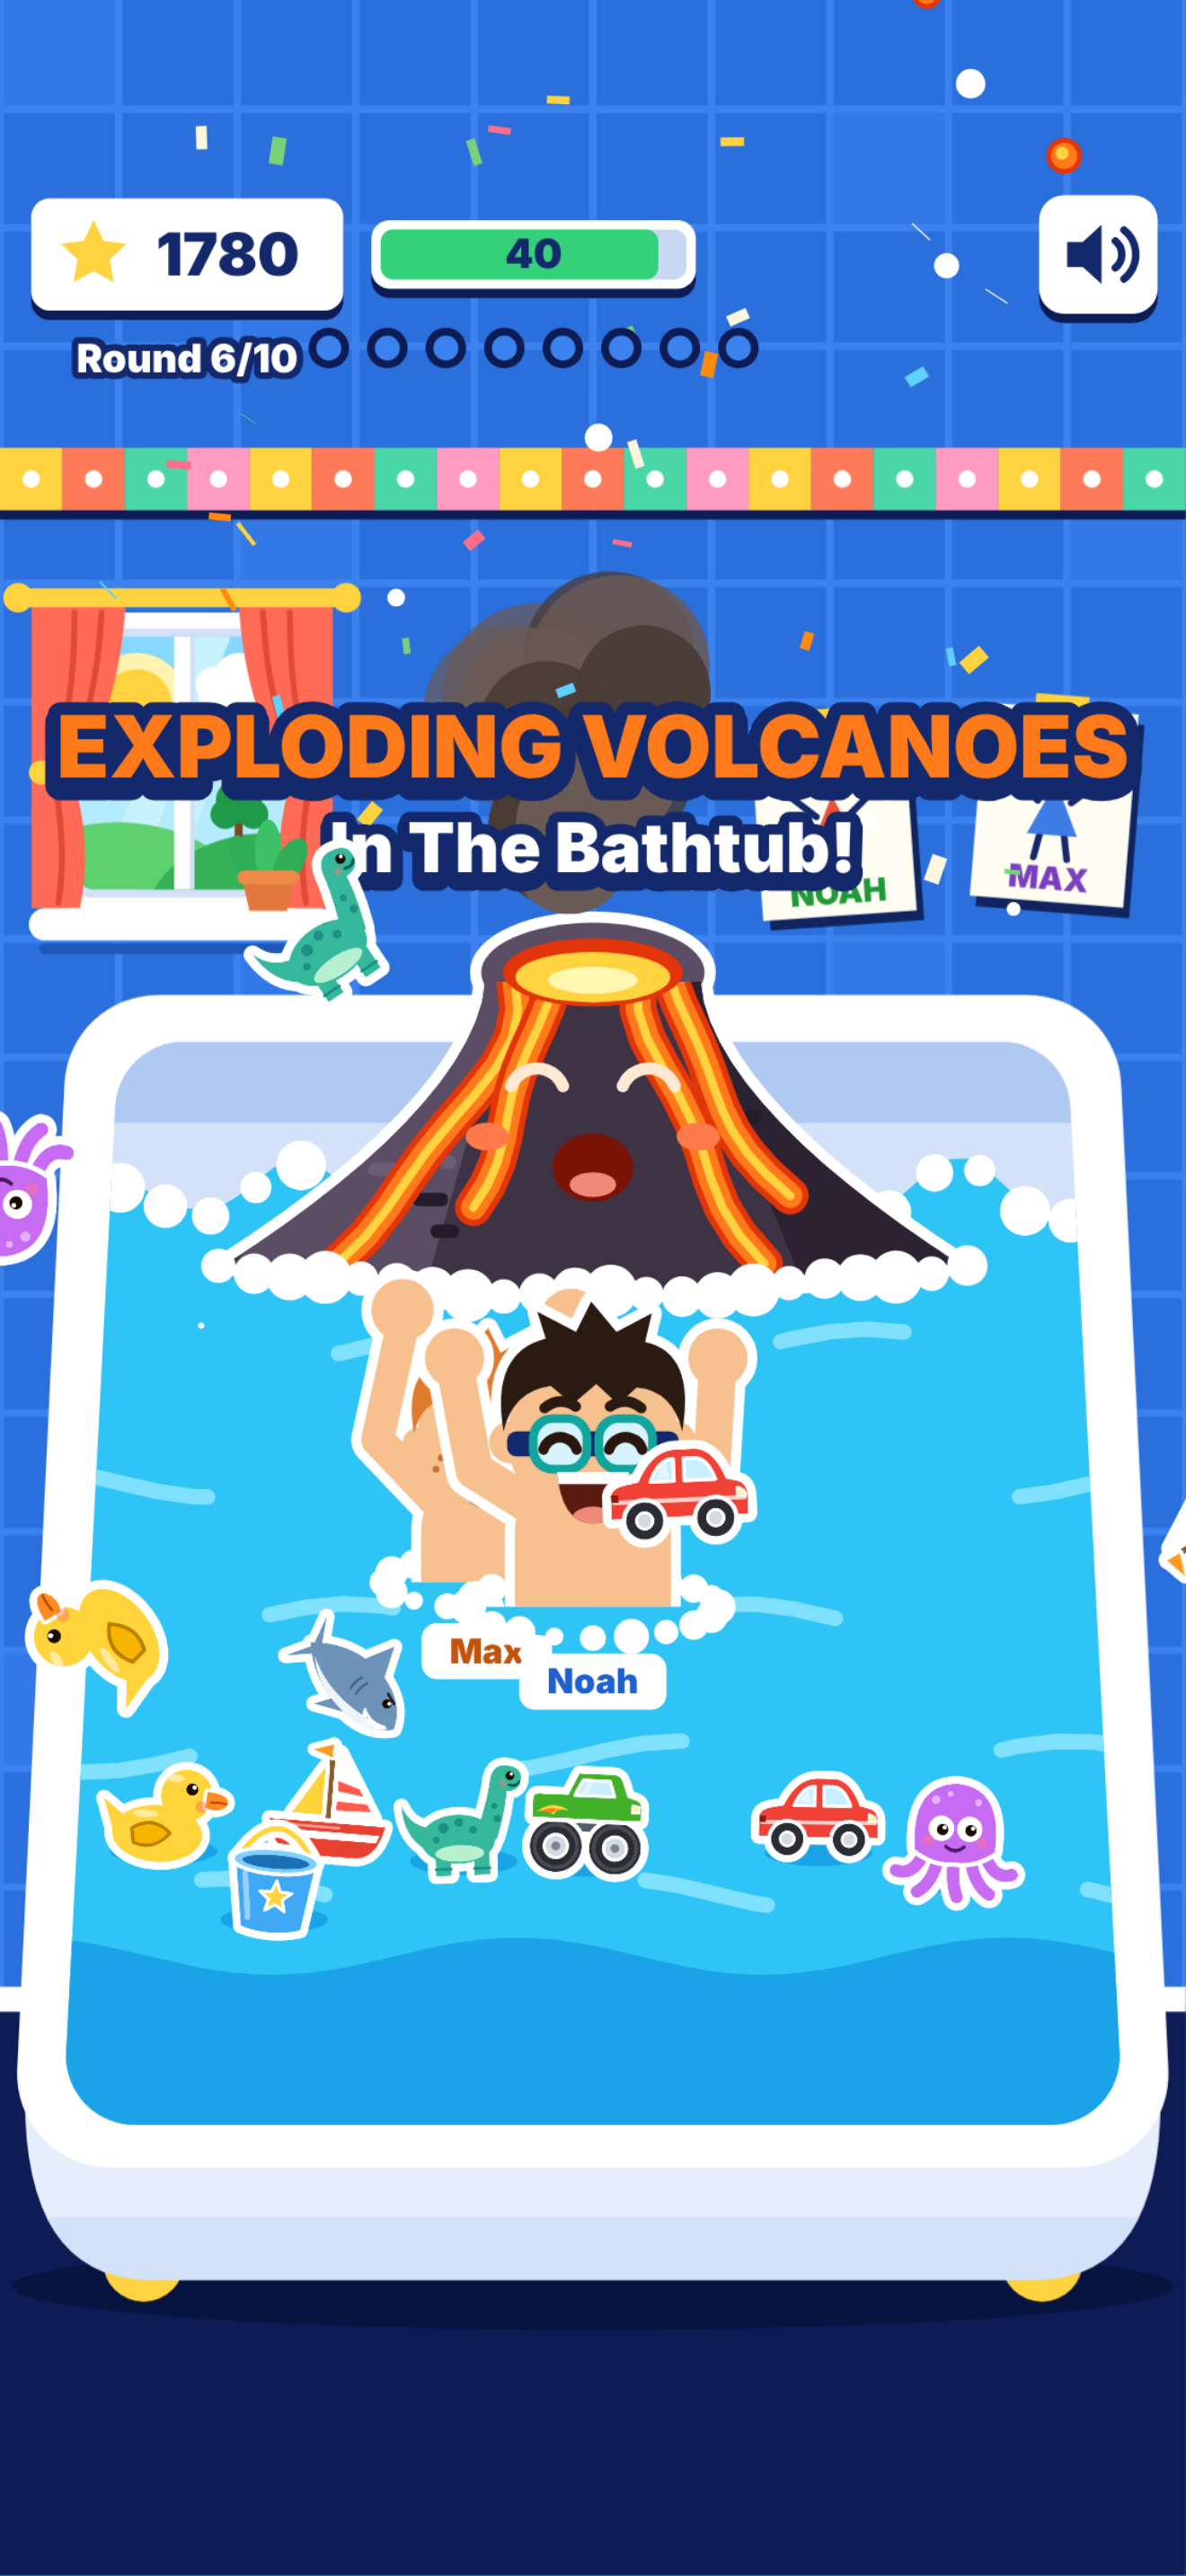 1780
40
Round 6/10
EXPLODING VOLCANOES
In The Bathtub!
NOAH
MAX
Max
Noah